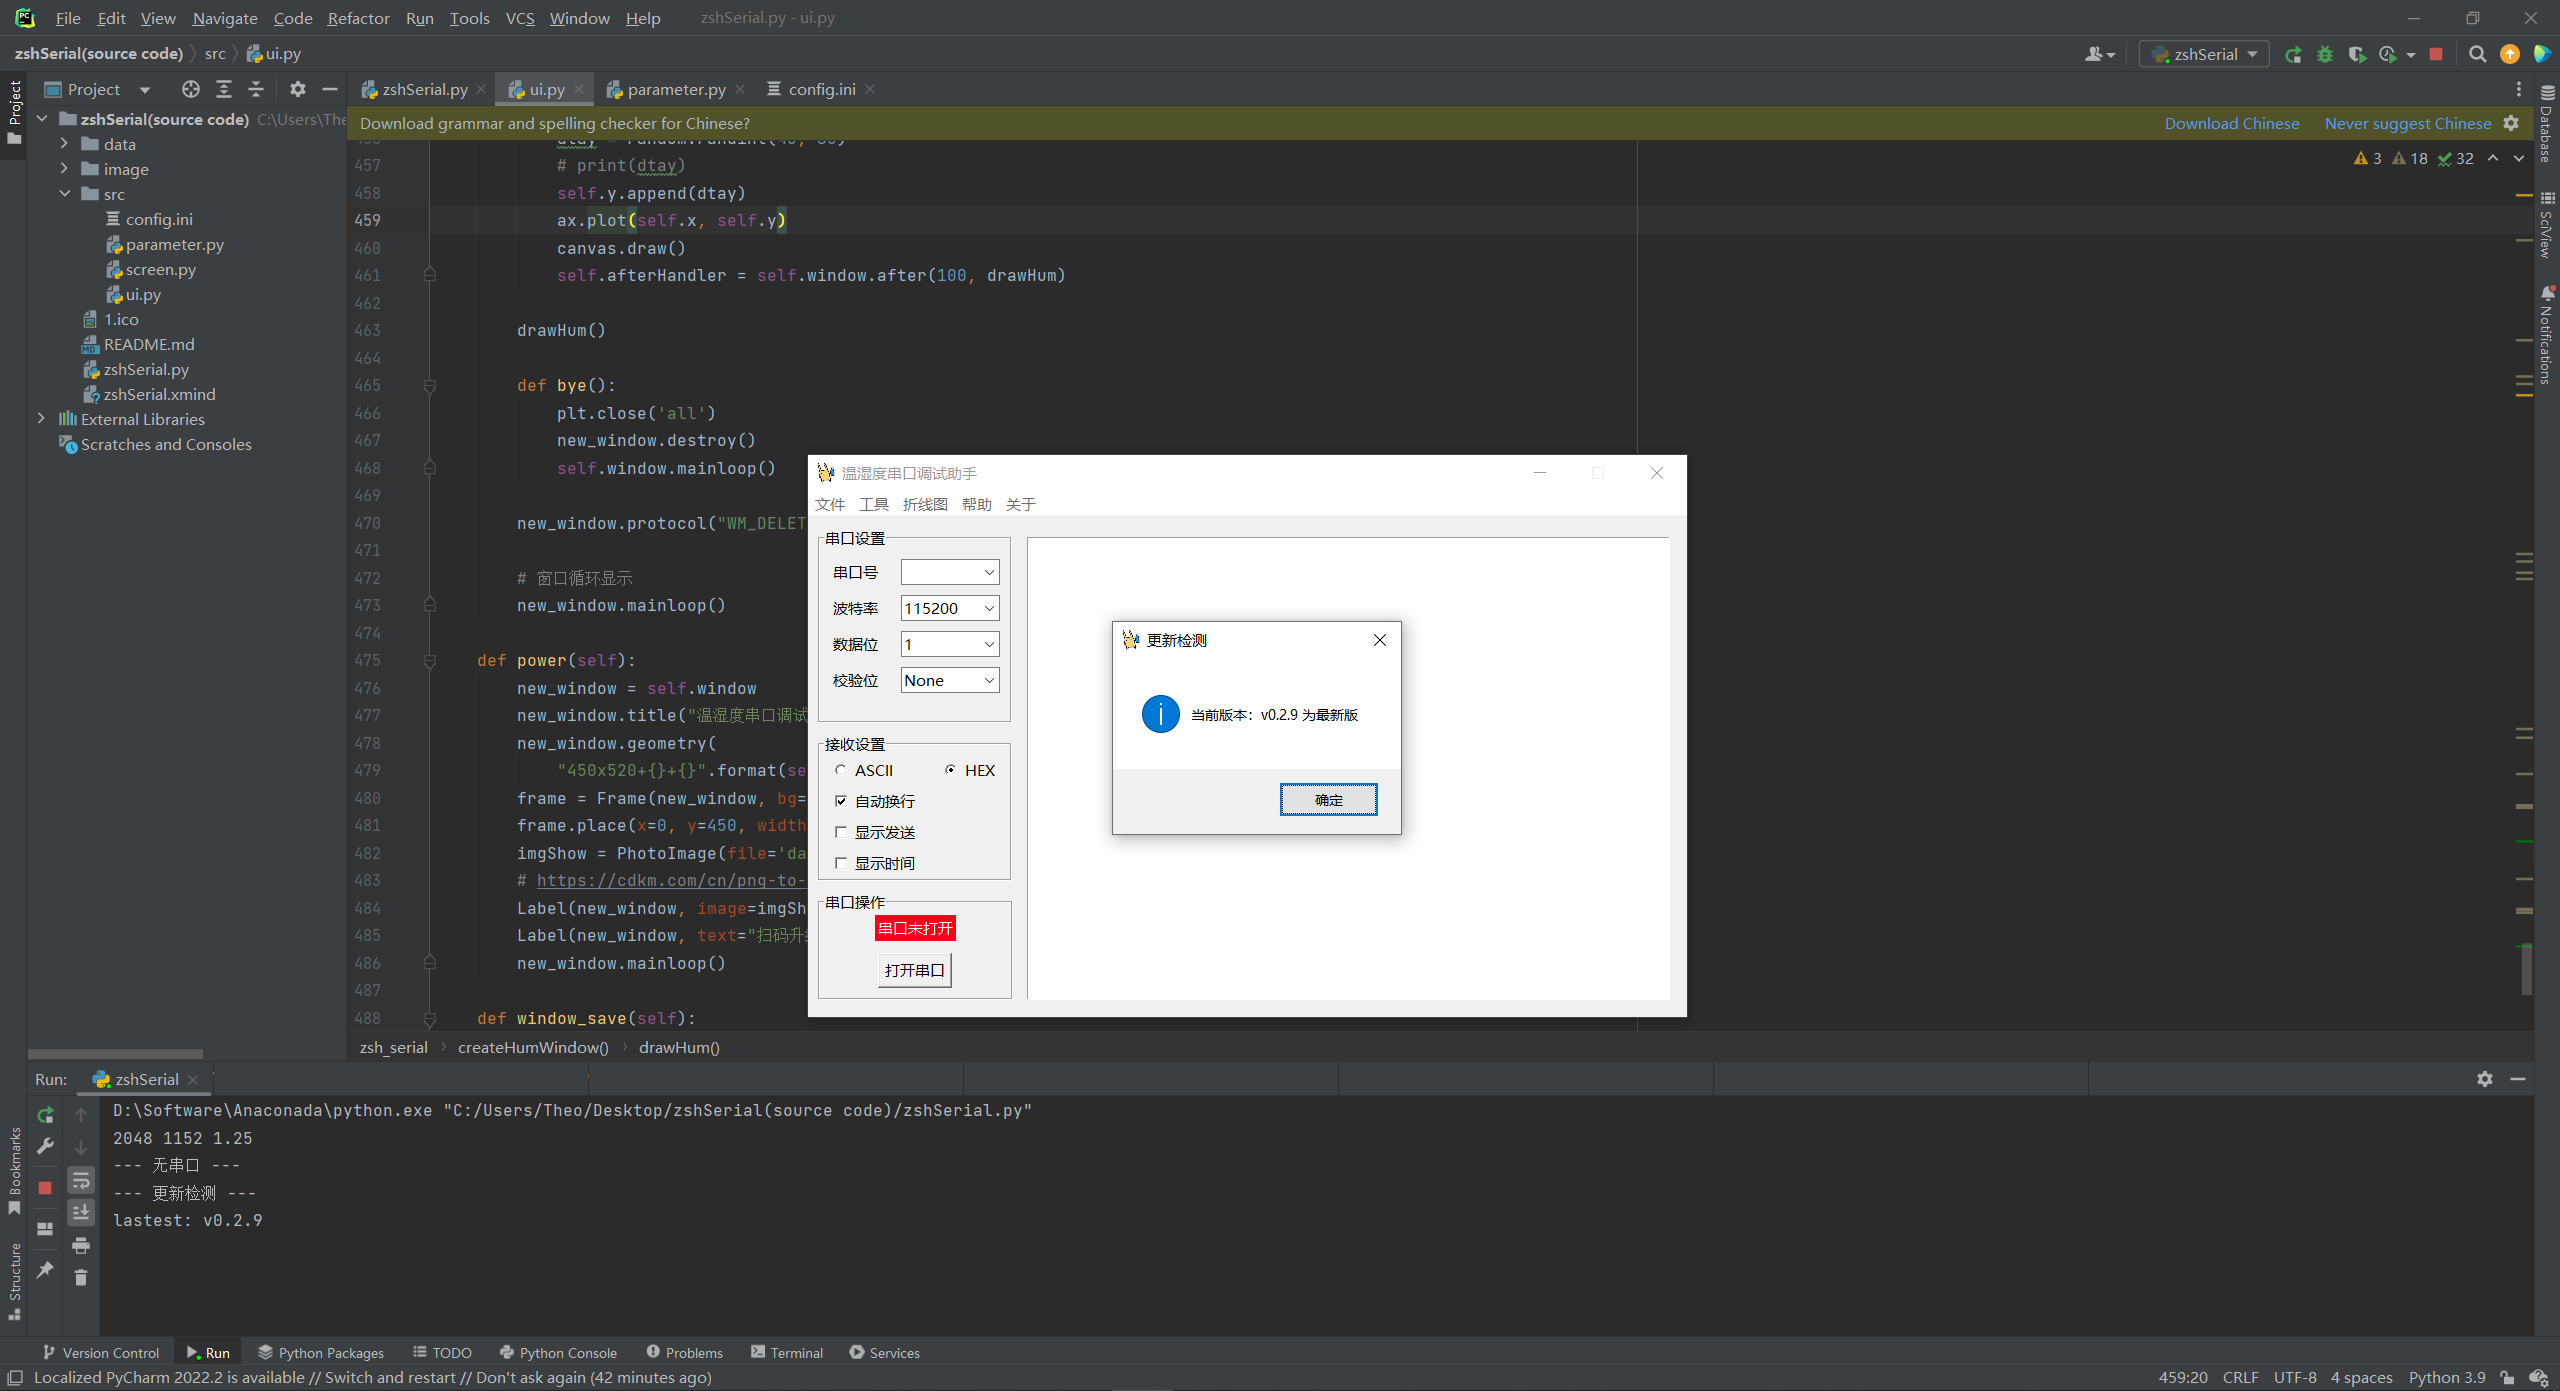 File Edit View Navigate Code Refactor Run Tools VCS Window Help zshSerial.py - ui.py
zshSerial(source code) src ui.py
zshSerial
Project
zshSerial.py ui.py parameter.py config.ini
zshSerial(source code) C:\Users\The
data
image
src
config.ini
parameter.py
screen.py
ui.py
1.ico
README.md
zshSerial.py
zshSerial.xmind
External Libraries
Scratches and Consoles
Download grammar and spelling checker for Chinese? Download Chinese Never suggest Chinese
3 18 32
457 # print(dtay)
458 self.y.append(dtay)
459 ax.plot(self.x, self.y)
460 canvas.draw()
461 self.afterHandler = self.window.after(100, drawHum)
462
463 drawHum()
464
465 def bye():
466 plt.close('all')
467 new_window.destroy()
468 self.window.mainloop()
469
470 new_window.protocol("WM_DELET
471
472 # 窗口循环显示
473 new_window.mainloop()
474
475 def power(self):
476 new_window = self.window
477 new_window.title("温湿度串口调试
478 new_window.geometry(
479 "450x520+{}+{}".format(se
480 frame = Frame(new_window, bg=
481 frame.place(x=0, y=450, width
482 imgShow = PhotoImage(file='da
483 # https://cdkm.com/cn/png-to-
484 Label(new_window, image=imgSh
485 Label(new_window, text="扫码升
486 new_window.mainloop()
487
488 def window_save(self):
zsh_serial createHumWindow() drawHum()
温湿度串口调试助手
文件 工具 折线图 帮助 关于
串口设置
串口号
波特率 115200
数据位 1
校验位 None
接收设置
ASCII HEX
自动换行
显示发送
显示时间
串口操作
串口未打开
打开串口
更新检测
当前版本：v0.2.9 为最新版
确定
Project
Bookmarks
Structure
Database
SciView
Notifications
Run: zshSerial
D:\Software\Anaconada\python.exe "C:/Users/Theo/Desktop/zshSerial(source code)/zshSerial.py"
2048 1152 1.25
--- 无串口 ---
--- 更新检测 ---
lastest: v0.2.9
Version Control Run Python Packages TODO Python Console Problems Terminal Services
Localized PyCharm 2022.2 is available // Switch and restart // Don't ask again (42 minutes ago) 459:20 CRLF UTF-8 4 spaces Python 3.9